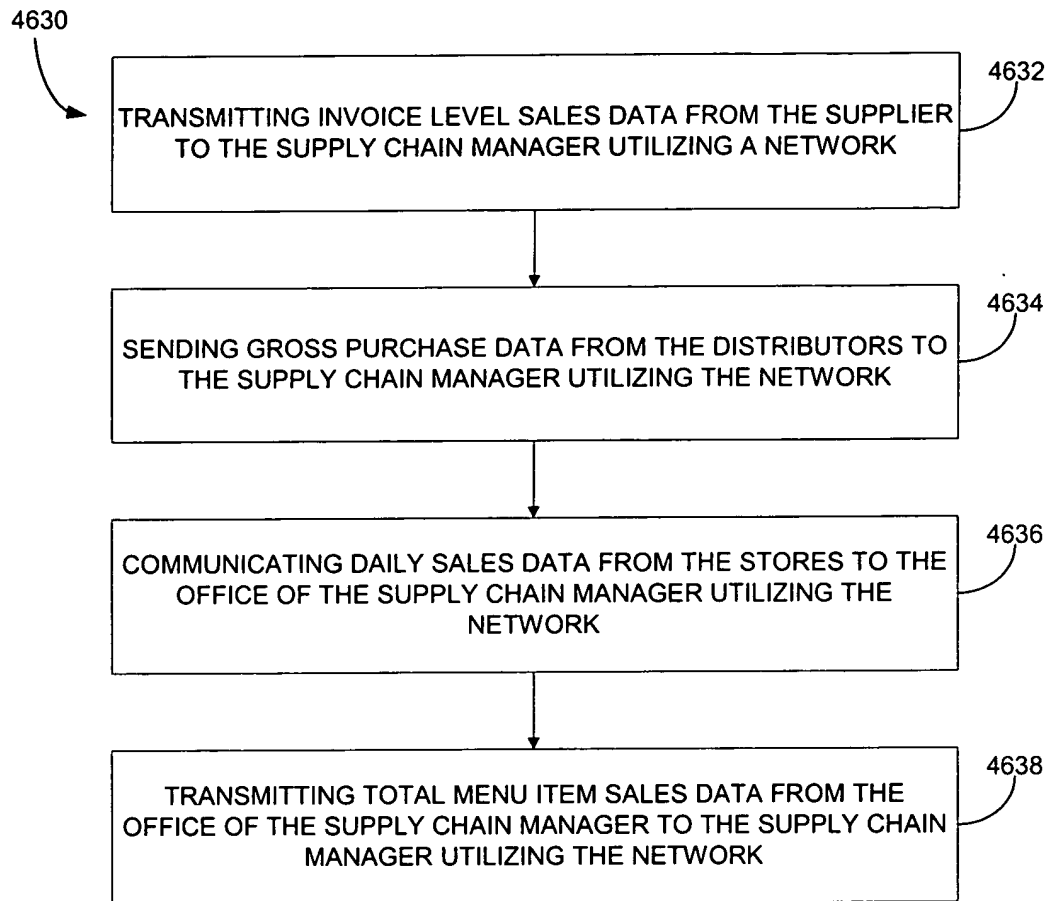 4630
4632
TRANSMITTING INVOICE LEVEL SALES DATA FROM THE SUPPLIER
TO THE SUPPLY CHAIN MANAGER UTILIZING A NETWORK
4634
SENDING GROSS PURCHASE DATA FROM THE DISTRIBUTORS TO
THE SUPPLY CHAIN MANAGER UTILIZING THE NETWORK
4636
COMMUNICATING DAILY SALES DATA FROM THE STORES TO THE
OFFICE OF THE SUPPLY CHAIN MANAGER UTILIZING THE
NETWORK
4638
TRANSMITTING TOTAL MENU ITEM SALES DATA FROM THE
OFFICE OF THE SUPPLY CHAIN MANAGER TO THE SUPPLY CHAIN
MANAGER UTILIZING THE NETWORK